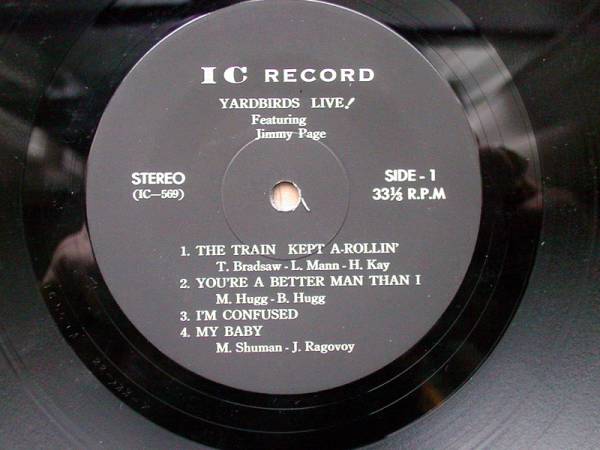 IC RECORD
YARDBIRDS LIVE!
Featuring
Jimmy Page
STEREO
(IC—569)
SIDE - 1
33⅓ R.P.M
1. THE TRAIN KEPT A-ROLLIN'
T. Bradsaw - L. Mann - H. Kay
2. YOU'RE A BETTER MAN THAN I
M. Hugg - B. Hugg
3. I'M CONFUSED
4. MY BABY
M. Shuman - J. Ragovoy